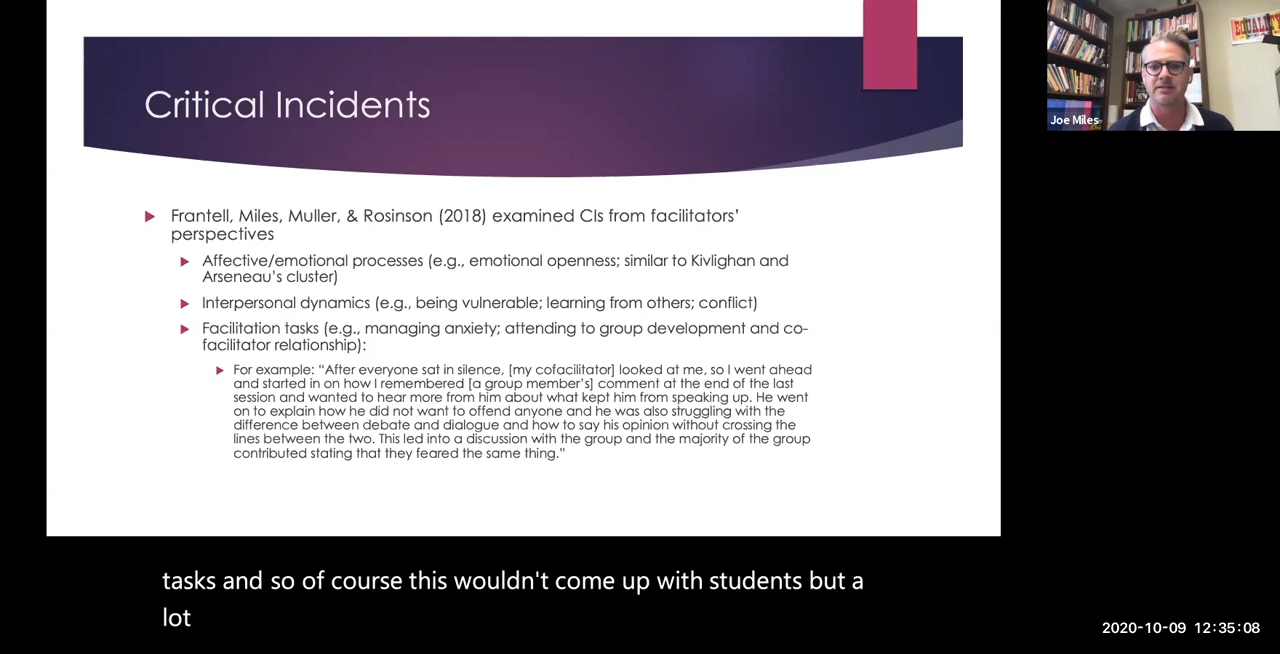 Critical Incidents
Frantell, Miles, Muller, & Rosinson (2018) examined CIs from facilitators'
perspectives
Affective/emotional processes (e.g., emotional openness; similar to Kivlighan and
Arseneau's cluster)
Interpersonal dynamics (e.g., being vulnerable; learning from others; conflict)
Facilitation tasks (e.g., managing anxiety; attending to group development and co-
facilitator relationship):
For example: "After everyone sat in silence, [my cofacilitator] looked at me, so I went ahead
and started in on how I remembered [a group member's] comment at the end of the last
session and wanted to hear more from him about what kept him from speaking up. He went
on to explain how he did not want to offend anyone and he was also struggling with the
difference between debate and dialogue and how to say his opinion without crossing the
lines between the two. This led into a discussion with the group and the majority of the group
contributed stating that they feared the same thing."
Joe Miles
tasks and so of course this wouldn't come up with students but a
lot
2020-10-09 12:35:08